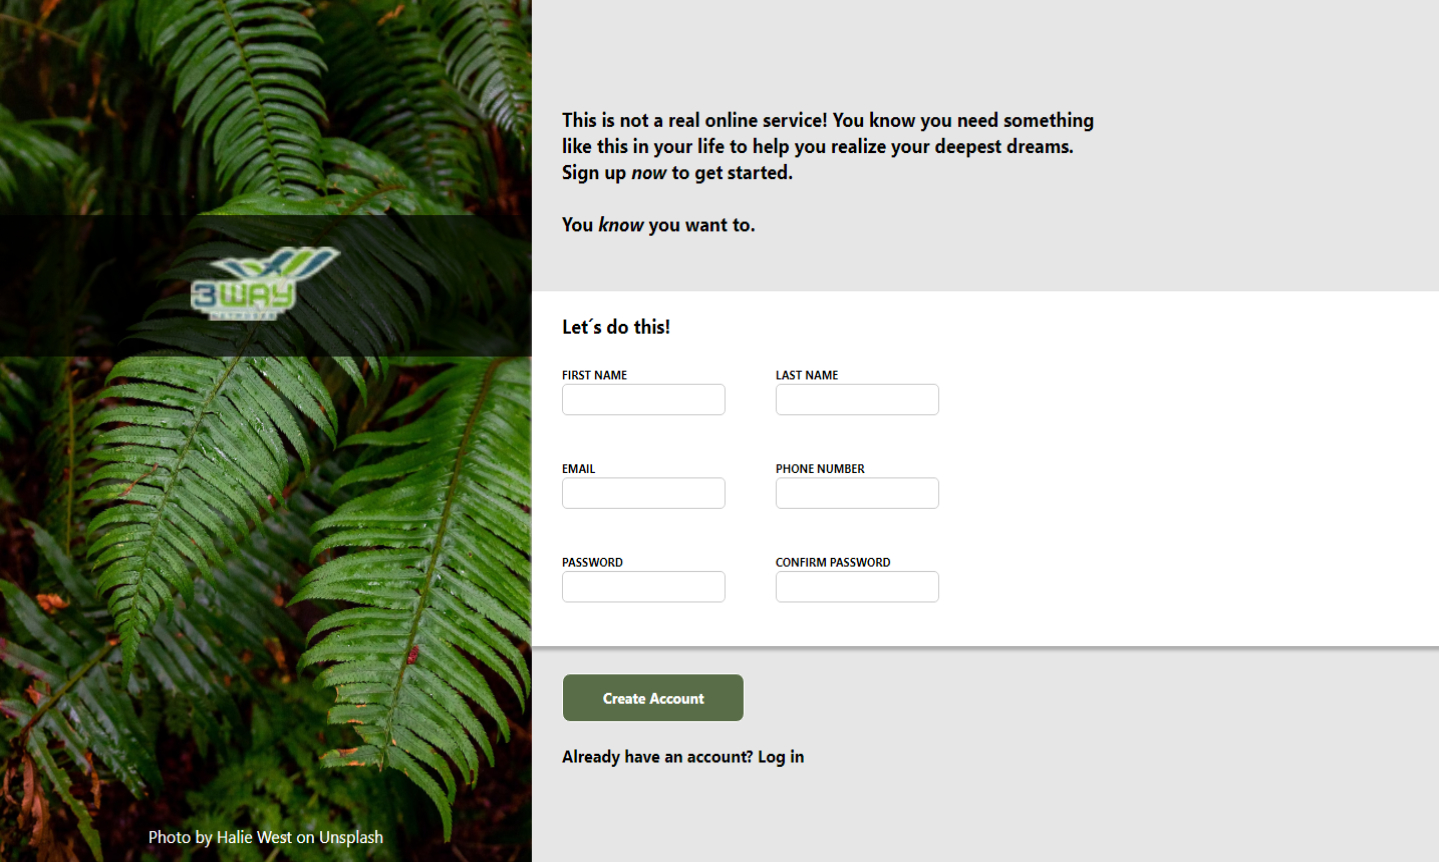 This is not a real online service! You know you need something
like this in your life to help you realize your deepest dreams.
Sign up now to get started.
You know you want to.
3WAY
NETWORKS
Let´s do this!
FIRST NAME
LAST NAME
EMAIL
PHONE NUMBER
PASSWORD
CONFIRM PASSWORD
Create Account
Already have an account? Log in
Photo by Halie West on Unsplash